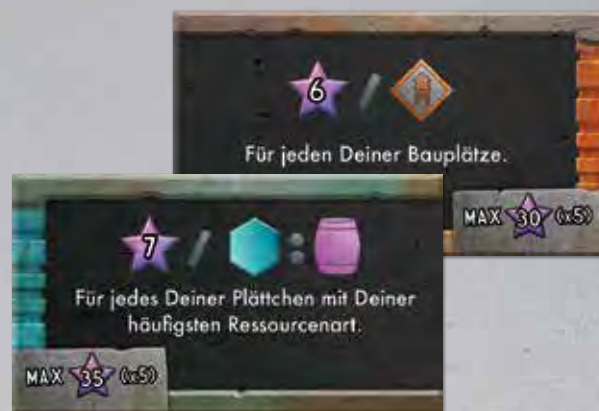 6 /
Für jeden Deiner Bauplätze.
MAX 30 (x5)
7 / :
Für jedes Deiner Plättchen mit Deiner
häufigsten Ressourcenart.
MAX 35 (x5)